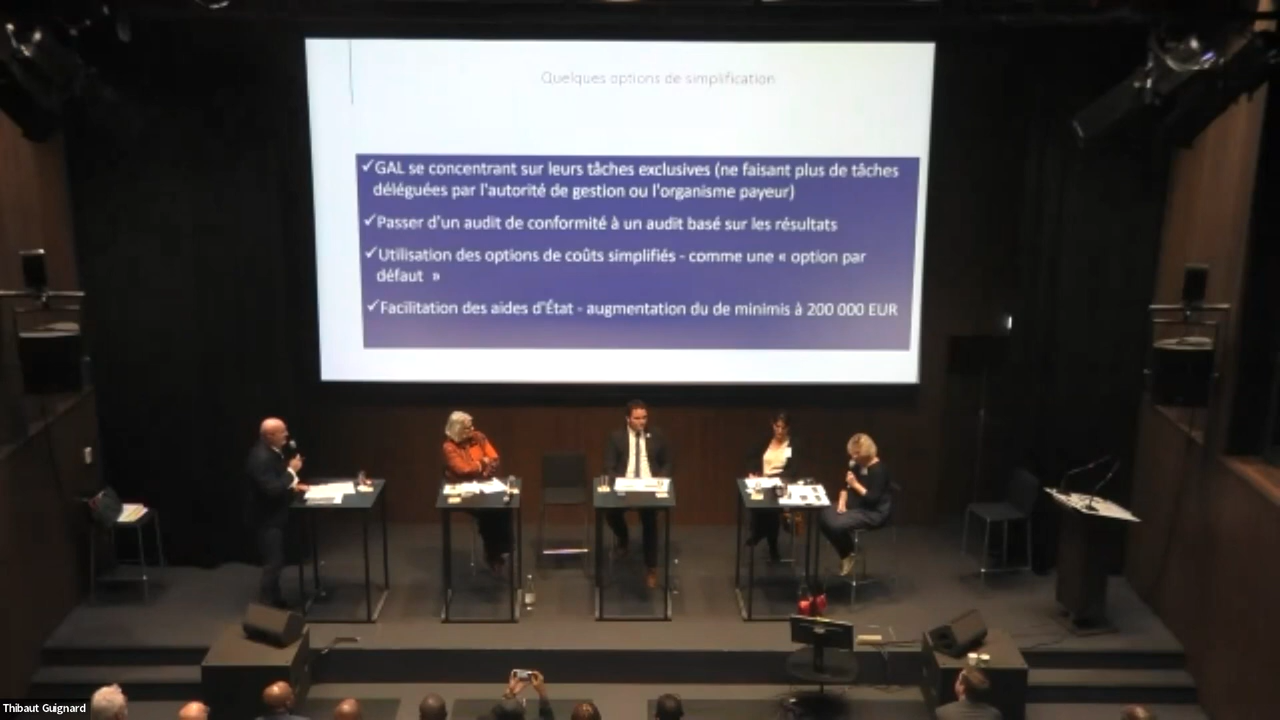 Quelques options de simplification
✓GAL se concentrant sur leurs tâches exclusives (ne faisant plus de tâches
déléguées par l'autorité de gestion ou l'organisme payeur)
✓Passer d'un audit de conformité à un audit basé sur les résultats
✓Utilisation des options de coûts simplifiés - comme une « option par
défaut »
✓Facilitation des aides d'État - augmentation du de minimis à 200 000 EUR
Thibaut Guignard